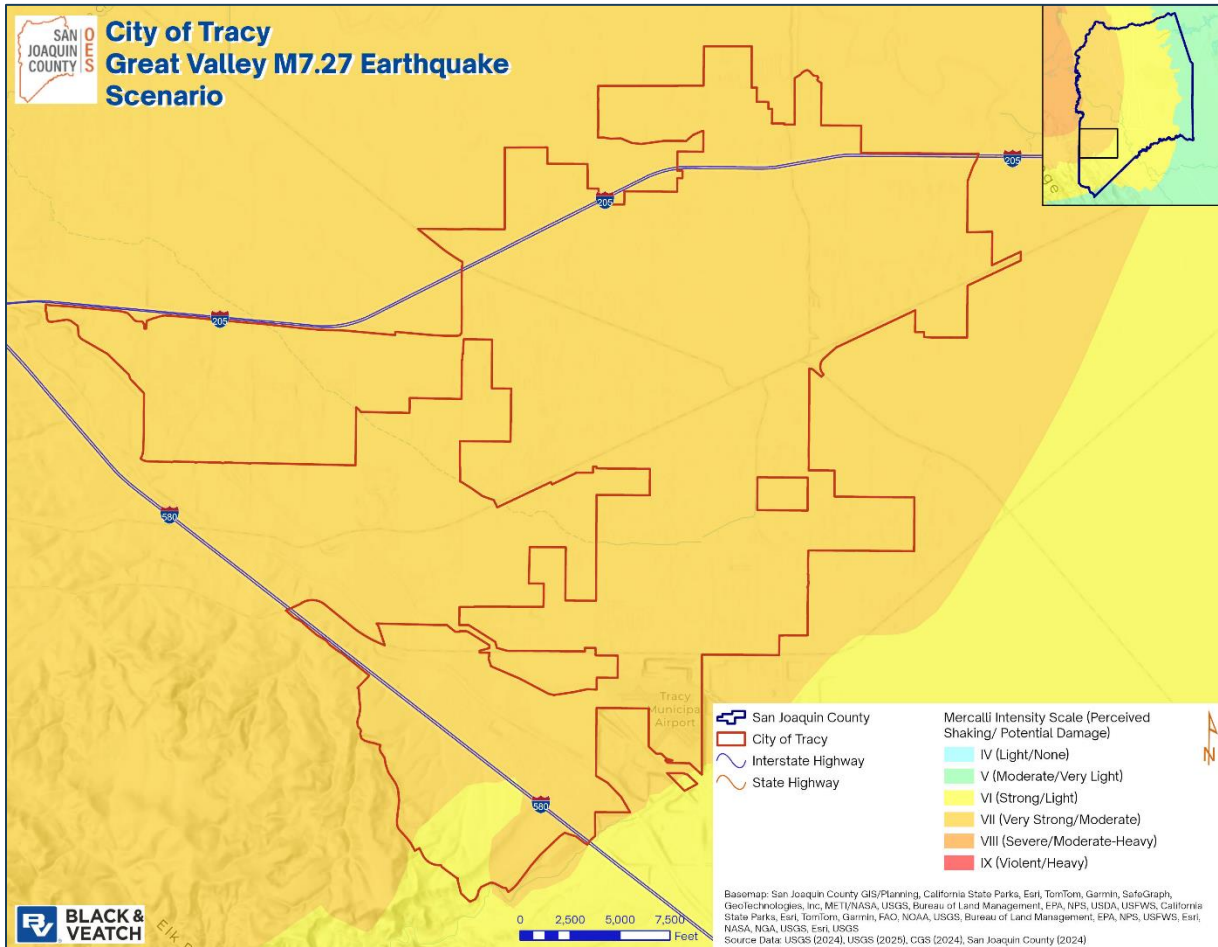 SAN
JOAQUIN
COUNTY
OES
City of Tracy
Great Valley M7.27 Earthquake
Scenario
205
205
205
580
Tracy
Municipal
Airport
580
San Joaquin County
City of Tracy
Interstate Highway
State Highway
Mercalli Intensity Scale (Perceived
Shaking/ Potential Damage)
IV (Light/None)
V (Moderate/Very Light)
VI (Strong/Light)
VII (Very Strong/Moderate)
VIII (Severe/Moderate-Heavy)
IX (Violent/Heavy)
N
Basemap: San Joaquin County GIS/Planning, California State Parks, Esri, TomTom, Garmin, SafeGraph,
GeoTechnologies, Inc, METI/NASA, USGS, Bureau of Land Management, EPA, NPS, USDA, USFWS, California
State Parks, Esri, TomTom, Garmin, FAO, NOAA, USGS, Bureau of Land Management, EPA, NPS, USFWS, Esri,
NASA, NGA, USGS, Esri, USGS
Source Data: USGS (2024), USGS (2025), CGS (2024), San Joaquin County (2024)
BV BLACK &
VEATCH
0 2,500 5,000 7,500
Feet